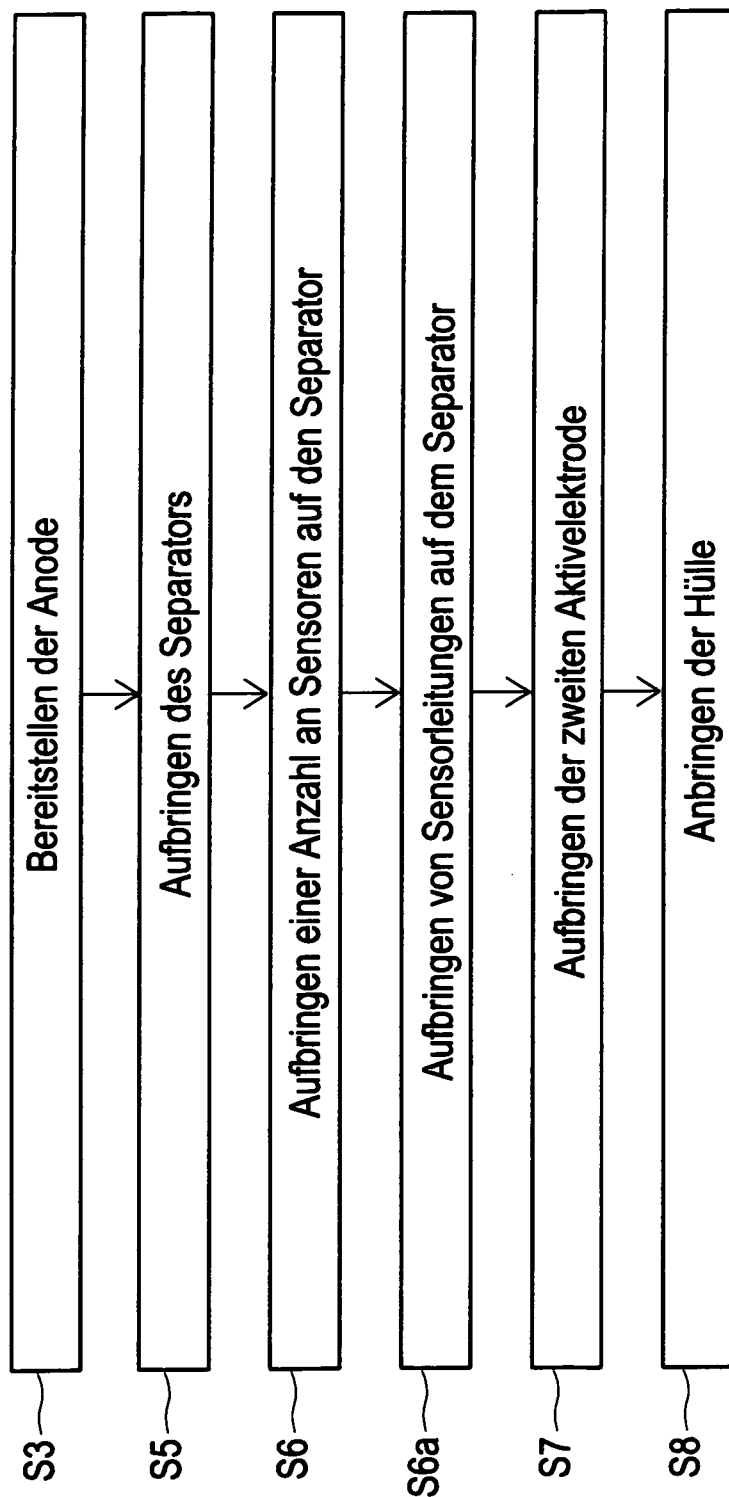 S3
Bereitstellen der Anode
S5
Aufbringen des Separators
S6
Aufbringen einer Anzahl an Sensoren auf den Separator
S6a
Aufbringen von Sensorleitungen auf dem Separator
S7
Aufbringen der zweiten Aktivelektrode
S8
Anbringen der Hülle